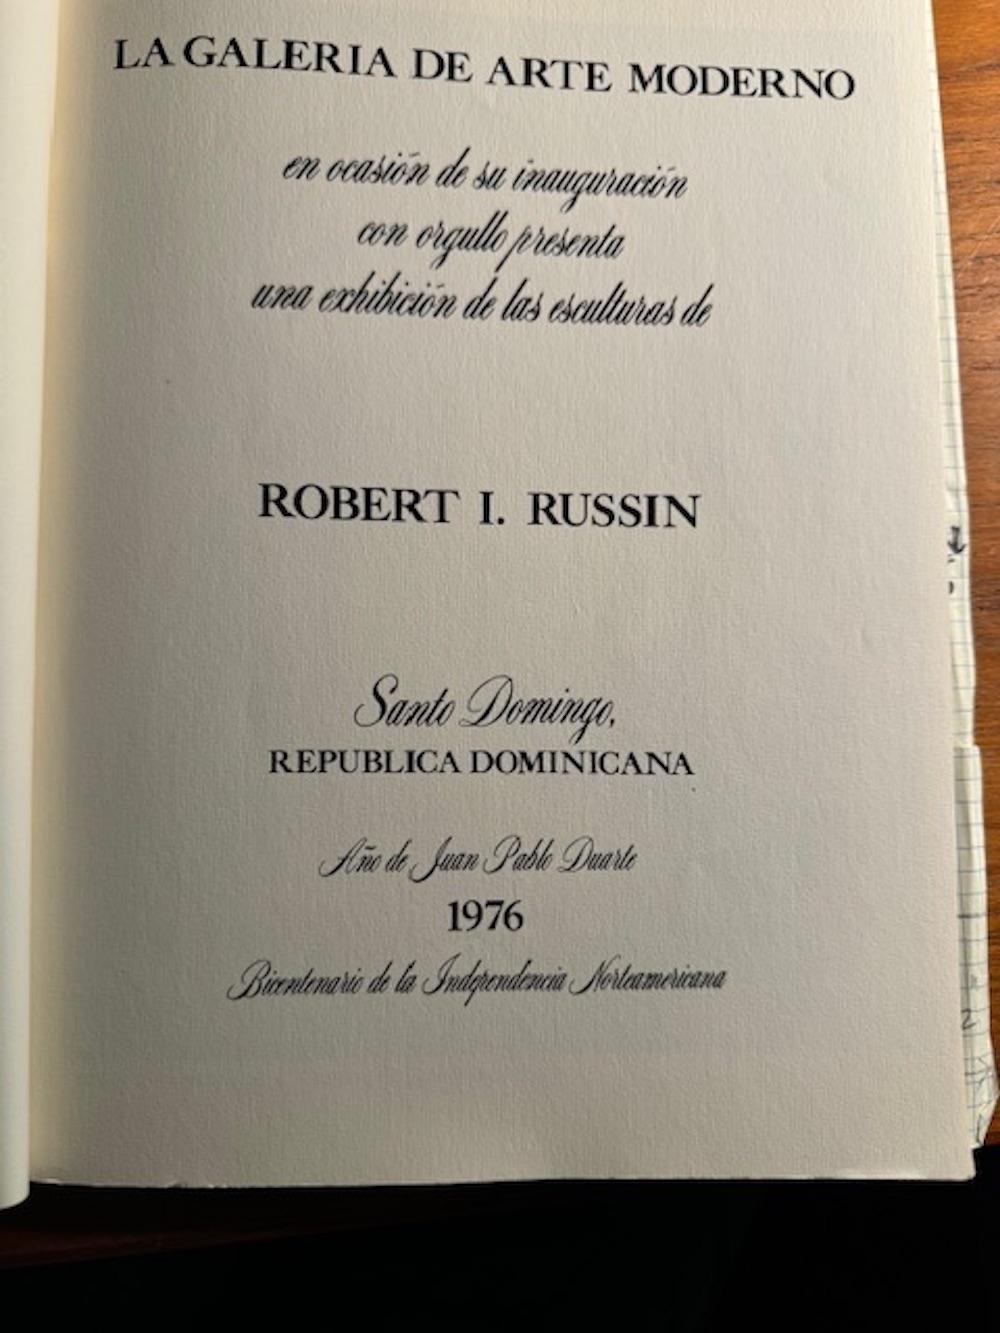 LA GALERIA DE ARTE MODERNO
en ocasión de su inauguración
con orgullo presenta
una exhibición de las esculturas de
ROBERT I. RUSSIN
Santo Domingo,
REPUBLICA DOMINICANA
Año de Juan Pablo Duarte
1976
Bicentenario de la Independencia Norteamericana
2